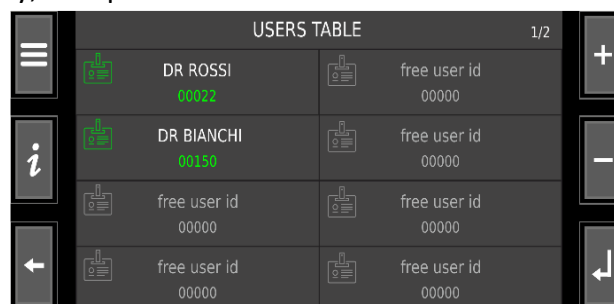 USERS TABLE 1/2
DR ROSSI
00022
free user id
00000
DR BIANCHI
00150
free user id
00000
free user id
00000
free user id
00000
free user id
00000
free user id
00000
i
+
-